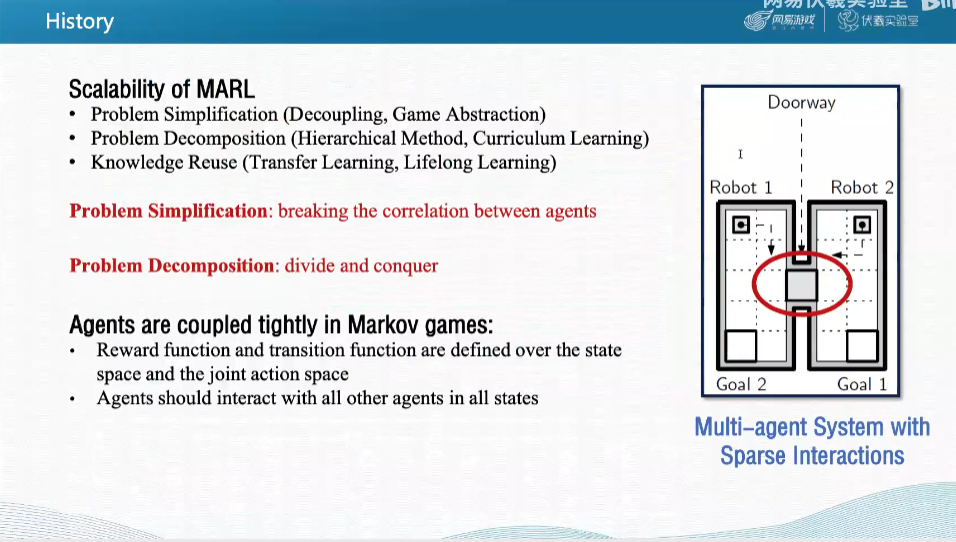 History
网易伏羲实验室
网易游戏
伏羲实验室
Scalability of MARL
• Problem Simplification (Decoupling, Game Abstraction)
• Problem Decomposition (Hierarchical Method, Curriculum Learning)
• Knowledge Reuse (Transfer Learning, Lifelong Learning)
Problem Simplification: breaking the correlation between agents
Problem Decomposition: divide and conquer
Agents are coupled tightly in Markov games:
• Reward function and transition function are defined over the state
space and the joint action space
• Agents should interact with all other agents in all states
Doorway
Robot 1 Robot 2
Goal 2 Goal 1
Multi-agent System with
Sparse Interactions